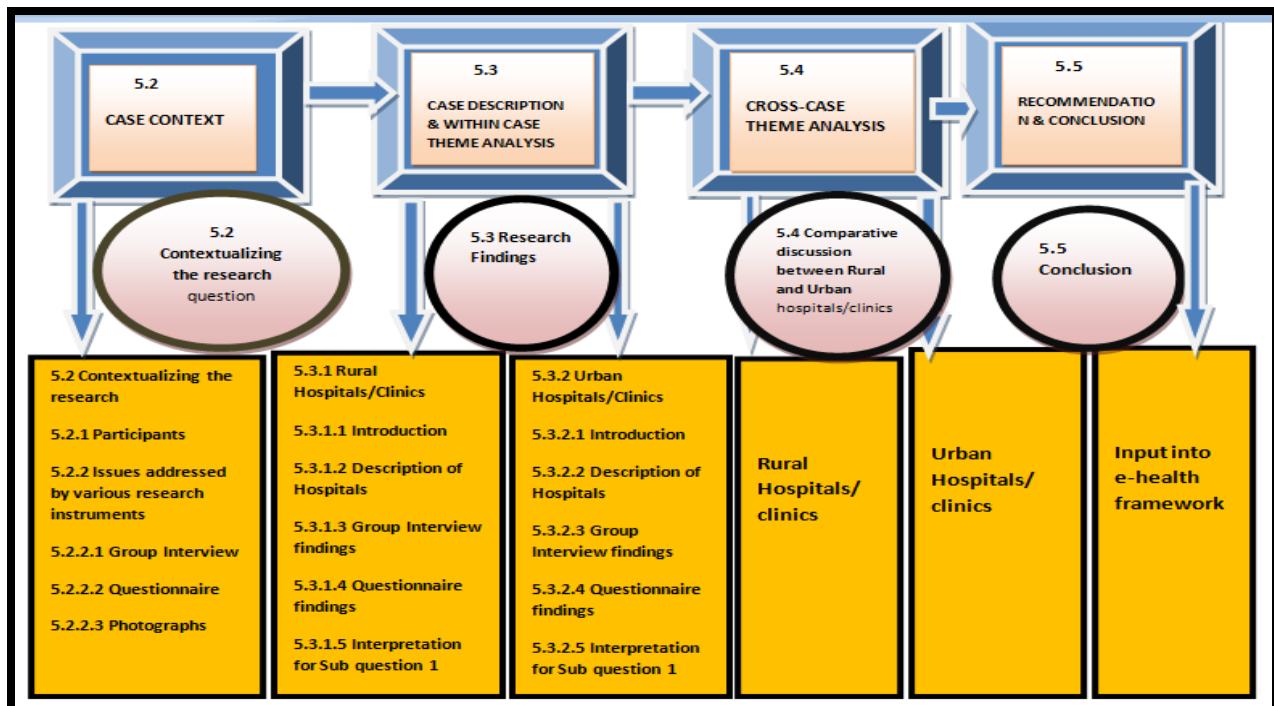 5.2
CASE CONTEXT
5.3
CASE DESCRIPTION
& WITHIN CASE
THEME ANALYSIS
5.4
CROSS-CASE
THEME ANALYSIS
5.5
RECOMMENDATIO
N & CONCLUSION
5.2
Contextualizing
the research
question
5.3 Research
Findings
5.4 Comparative
discussion
between Rural
and Urban
hospitals/clinics
5.5
Conclusion
5.2 Contextualizing the
research
5.2.1 Participants
5.2.2 Issues addressed
by various research
instruments
5.2.2.1 Group Interview
5.2.2.2 Questionnaire
5.2.2.3 Photographs
5.3.1 Rural
Hospitals/Clinics
5.3.1.1 Introduction
5.3.1.2 Description of
Hospitals
5.3.1.3 Group Interview
findings
5.3.1.4 Questionnaire
findings
5.3.1.5 Interpretation
for Sub question 1
5.3.2 Urban
Hospitals/Clinics
5.3.2.1 Introduction
5.3.2.2 Description of
Hospitals
5.3.2.3 Group
Interview findings
5.3.2.4 Questionnaire
findings
5.3.2.5 Interpretation
for Sub question 1
Rural
Hospitals/
clinics
Urban
Hospitals/
clinics
Input into
e-health
framework